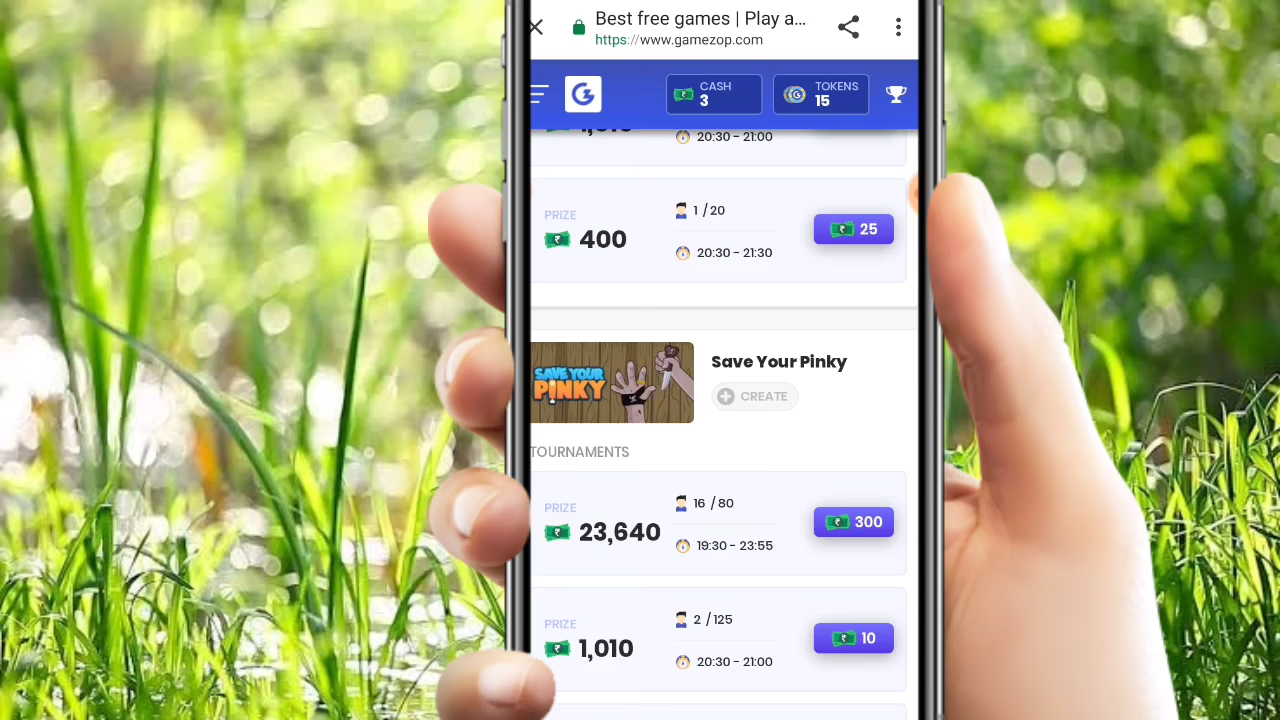 Best free games | Play a...
https://www.gamezop.com
CASH
3
TOKENS
15
20:30 - 21:00
PRIZE
400
1 / 20
20:30 - 21:30
25
SAVE YOUR
PINKY
Save Your Pinky
CREATE
TOURNAMENTS
PRIZE
23,640
16 / 80
19:30 - 23:55
300
PRIZE
1,010
2 / 125
20:30 - 21:00
10